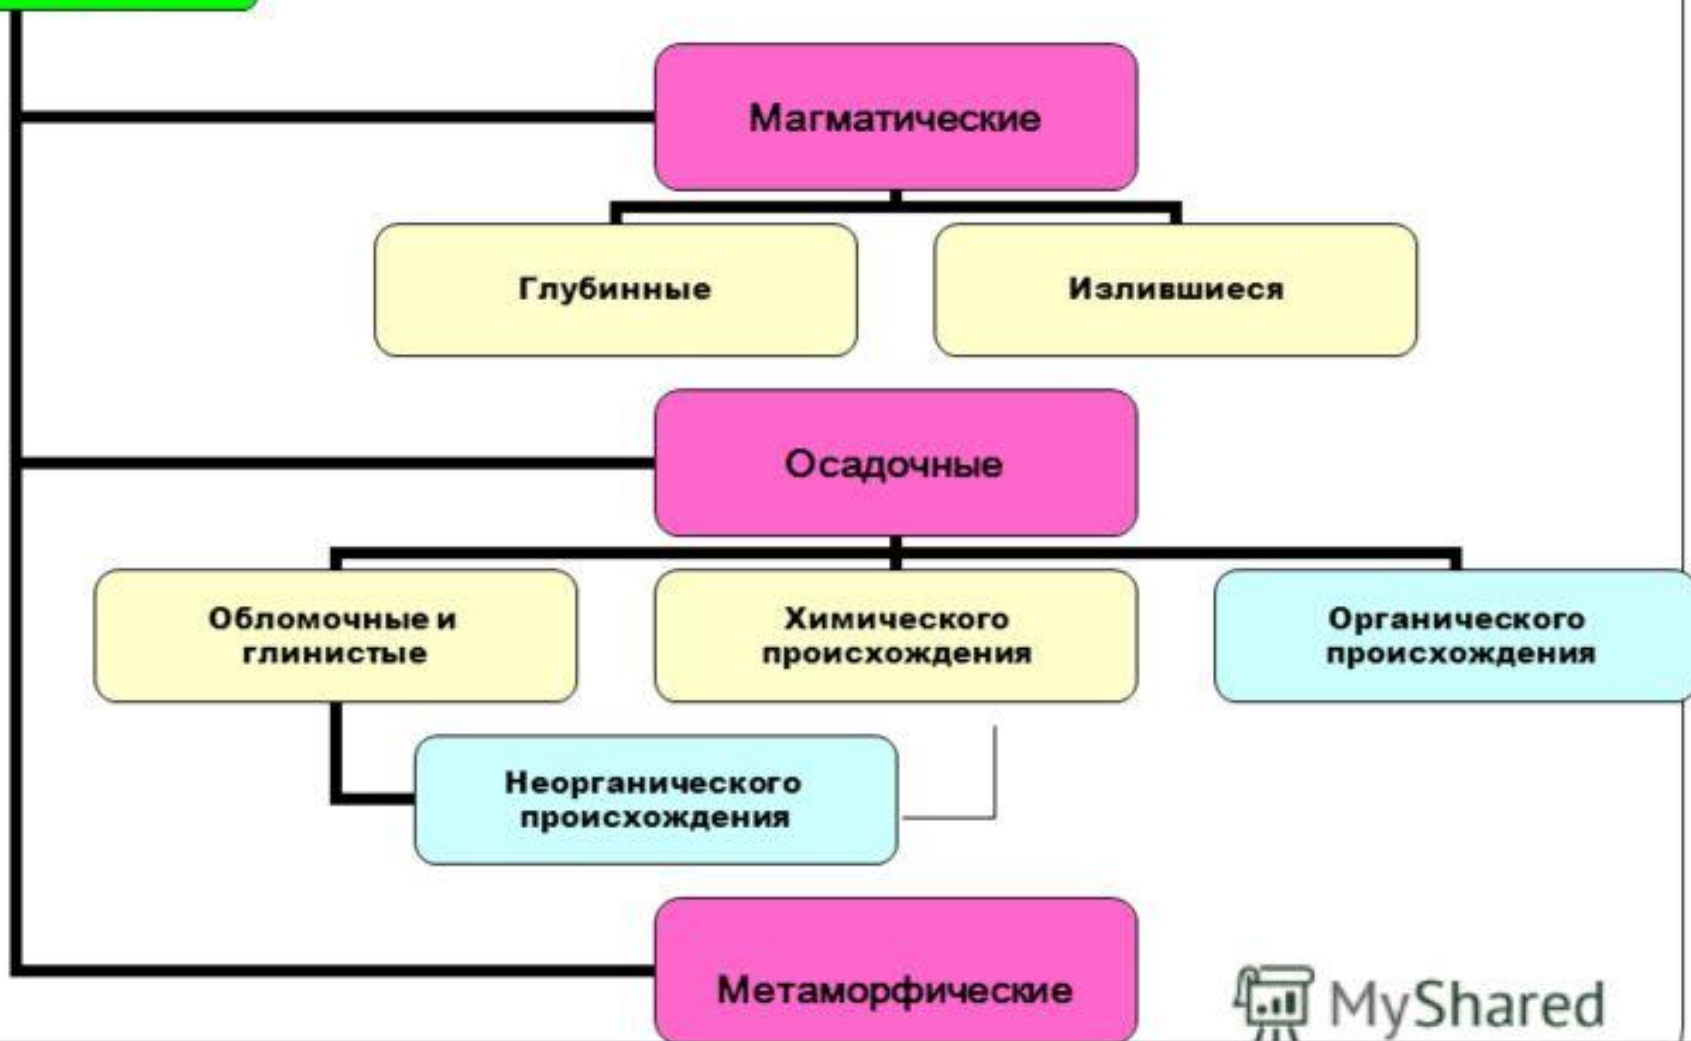 Магматические
Глубинные
Излившиеся
Осадочные
Обломочные и
глинистые
Химического
происхождения
Органического
происхождения
Неорганического
происхождения
Метаморфические
MyShared